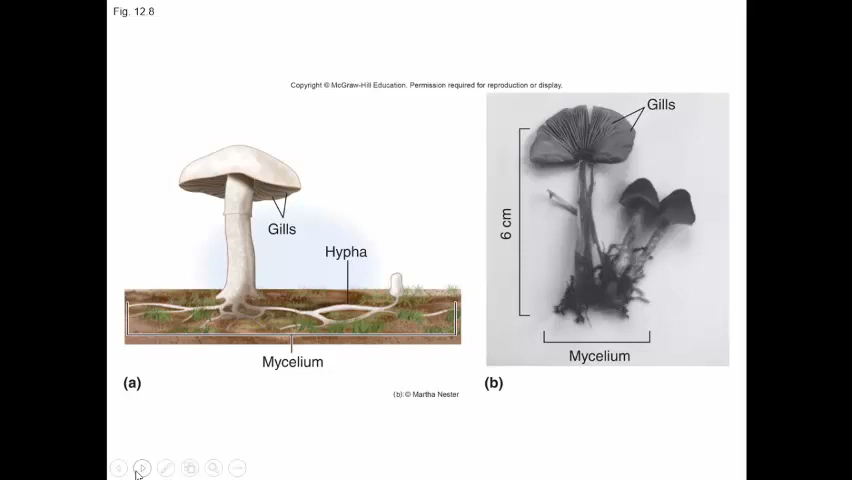 Fig. 12.8
Copyright © McGraw-Hill Education. Permission required for reproduction or display.
Gills
Hypha
Mycelium
(a)
Gills
6 cm
Mycelium
(b)
(b): © Martha Nester